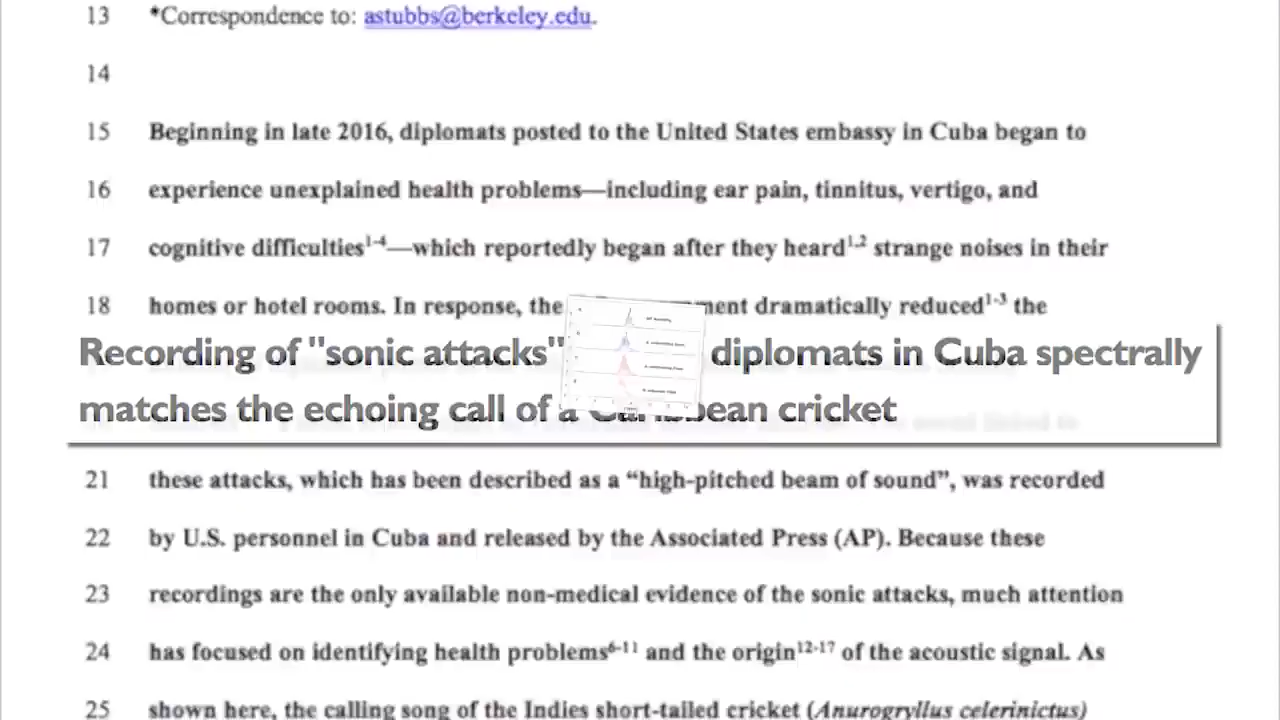 13 *Correspondence to: astubbs@berkeley.edu.
14
15 Beginning in late 2016, diplomats posted to the United States embassy in Cuba began to
16 experience unexplained health problems—including ear pain, tinnitus, vertigo, and
17 cognitive difficulties1-4—which reportedly began after they heard1,2 strange noises in their
18 homes or hotel rooms. In response, the ment dramatically reduced1-3 the
Recording of "sonic attacks" diplomats in Cuba spectrally
matches the echoing call of a bean cricket
21 these attacks, which has been described as a “high-pitched beam of sound”, was recorded
22 by U.S. personnel in Cuba and released by the Associated Press (AP). Because these
23 recordings are the only available non-medical evidence of the sonic attacks, much attention
24 has focused on identifying health problems6-11 and the origin12-17 of the acoustic signal. As
25 shown here, the calling song of the Indies short-tailed cricket (Anurogryllus celerinictus)